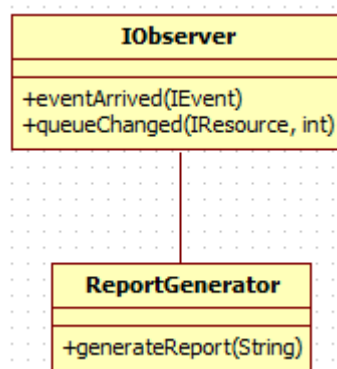 IObserver
+eventArrived(IEvent)
+queueChanged(IResource, int)
ReportGenerator
+generateReport(String)